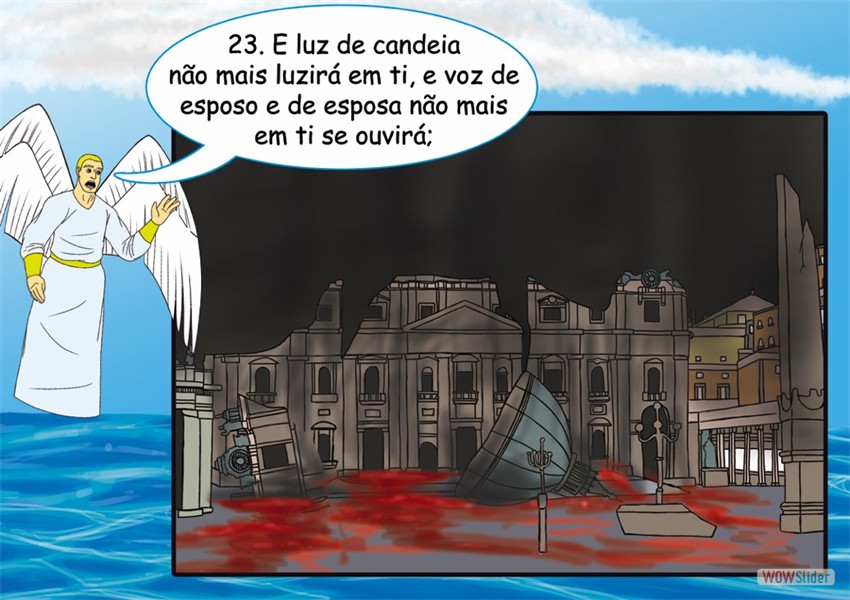 23. E luz de candeia
não mais luzirá em ti, e voz de
esposo e de esposa não mais
em ti se ouvirá;
WOWSlider